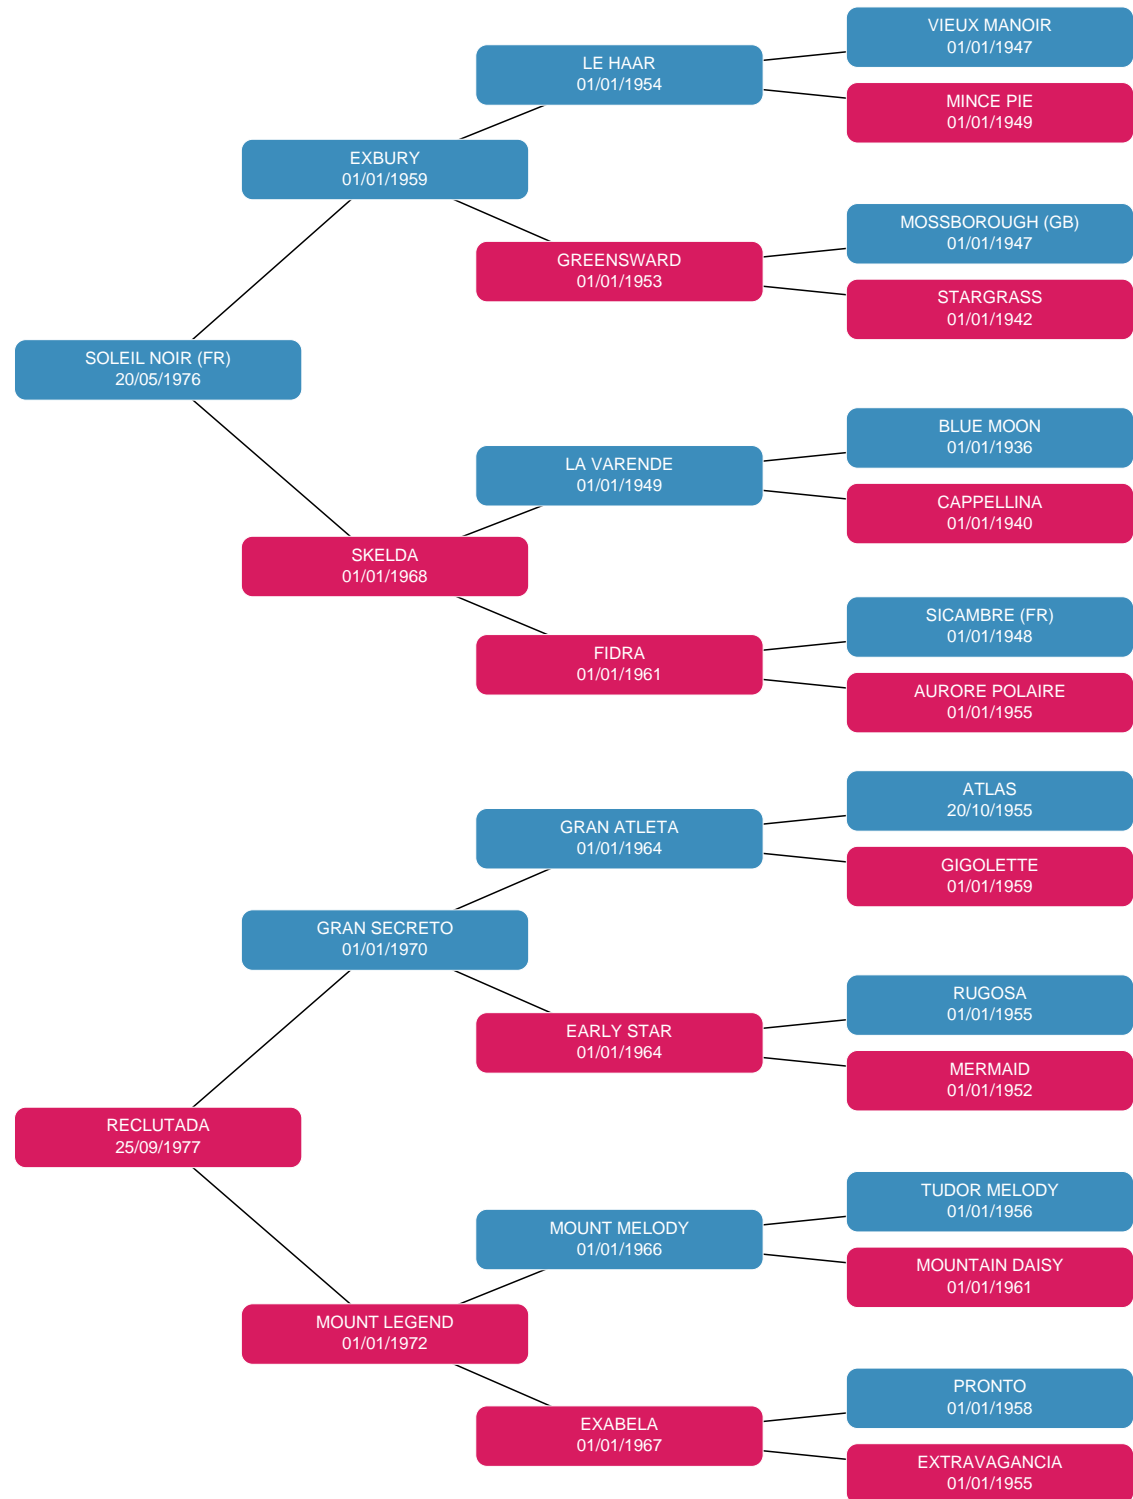 VIEUX MANOIR
01/01/1947
LE HAAR
01/01/1954
MINCE PIE
01/01/1949
EXBURY
01/01/1959
MOSSBOROUGH (GB)
01/01/1947
GREENSWARD
01/01/1953
STARGRASS
01/01/1942
SOLEIL NOIR (FR)
20/05/1976
BLUE MOON
01/01/1936
LA VARENDE
01/01/1949
CAPPELLINA
01/01/1940
SKELDA
01/01/1968
SICAMBRE (FR)
01/01/1948
FIDRA
01/01/1961
AURORE POLAIRE
01/01/1955
ATLAS
20/10/1955
GRAN ATLETA
01/01/1964
GIGOLETTE
01/01/1959
GRAN SECRETO
01/01/1970
RUGOSA
01/01/1955
EARLY STAR
01/01/1964
MERMAID
01/01/1952
RECLUTADA
25/09/1977
TUDOR MELODY
01/01/1956
MOUNT MELODY
01/01/1966
MOUNTAIN DAISY
01/01/1961
MOUNT LEGEND
01/01/1972
PRONTO
01/01/1958
EXABELA
01/01/1967
EXTRAVAGANCIA
01/01/1955